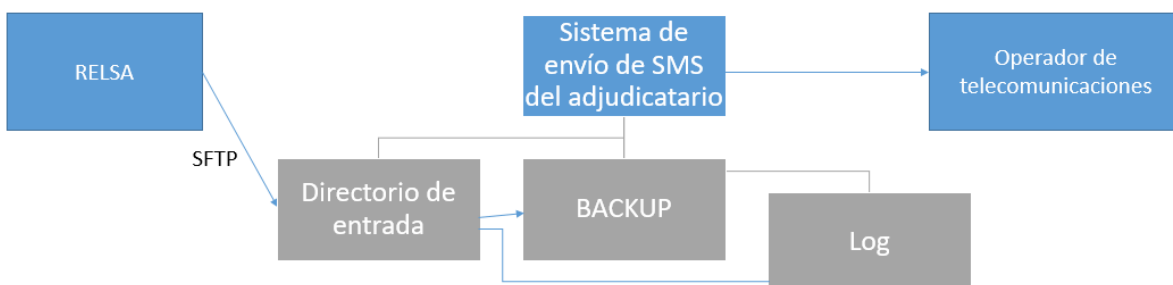 RELSA
Sistema de
envío de SMS
del adjudicatario
Operador de
telecomunicaciones
SFTP
Directorio de
entrada
BACKUP
Log